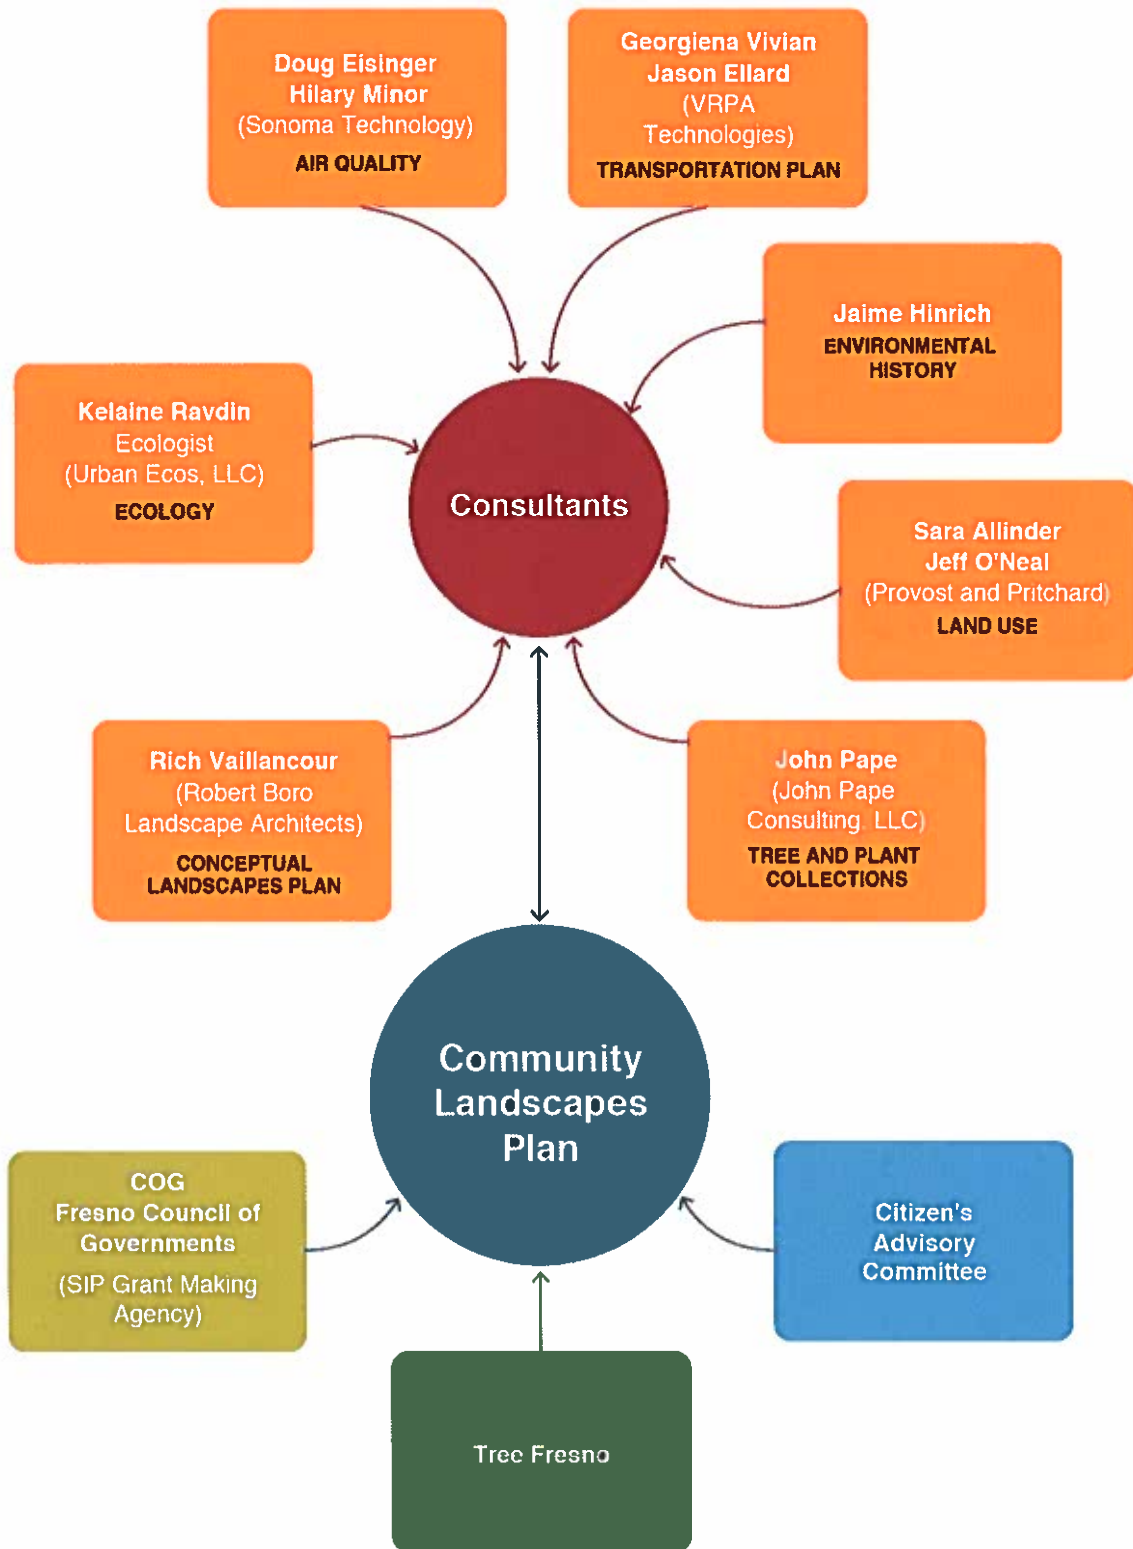 Doug Eisinger
Hilary Minor
(Sonoma Technology)
AIR QUALITY
Georgiena Vivian
Jason Ellard
(VRPA
Technologies)
TRANSPORTATION PLAN
Jaime Hinrich
ENVIRONMENTAL
HISTORY
Kelaine Ravdin
Ecologist
(Urban Ecos, LLC)
ECOLOGY
Consultants
Sara Allinder
Jeff O'Neal
(Provost and Pritchard)
LAND USE
Rich Vaillancour
(Robert Boro
Landscape Architects)
CONCEPTUAL
LANDSCAPES PLAN
John Pape
(John Pape
Consulting, LLC)
TREE AND PLANT
COLLECTIONS
Community
Landscapes
Plan
COG
Fresno Council of
Governments
(SIP Grant Making
Agency)
Citizen's
Advisory
Committee
Tree Fresno